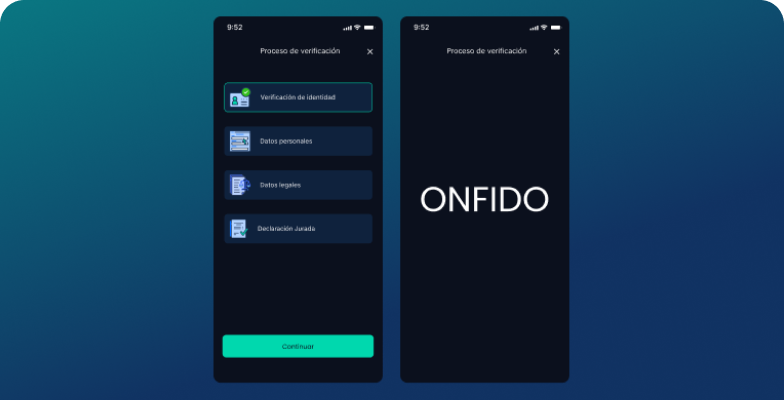 9:52
Proceso de verificación
Verificación de identidad
Datos personales
Datos legales
Declaración Jurada
Continuar
9:52
Proceso de verificación
ONFIDO